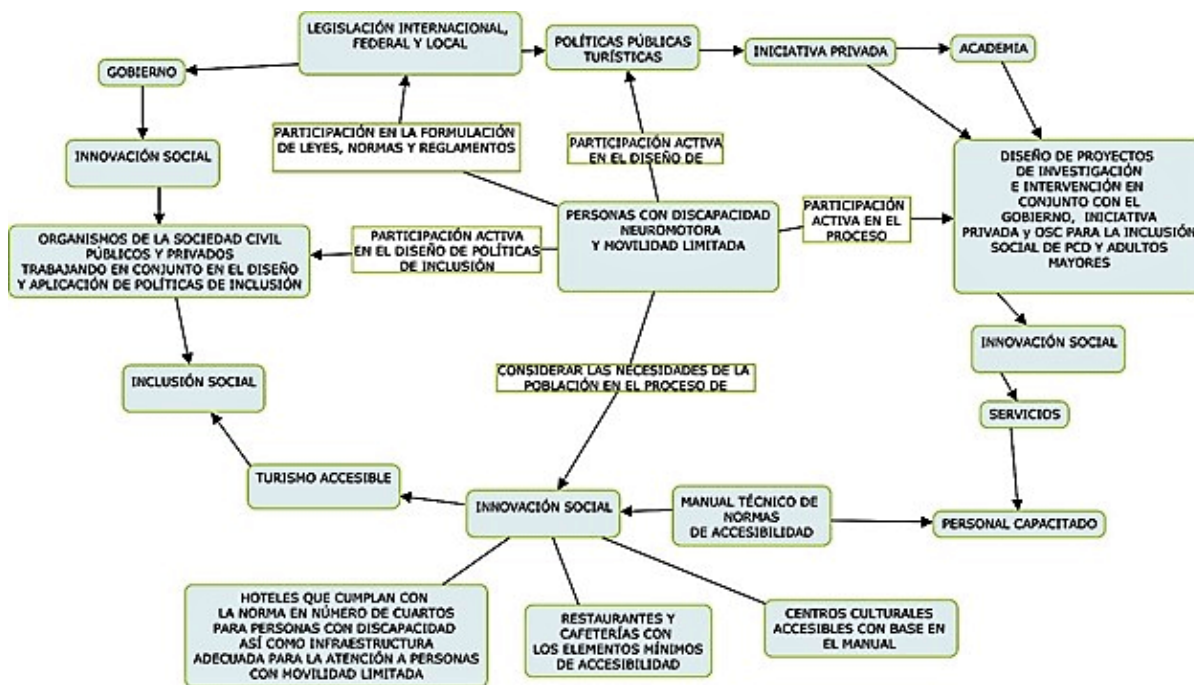 LEGISLACIÓN INTERNACIONAL,
FEDERAL Y LOCAL
POLÍTICAS PÚBLICAS
TURÍSTICAS
INICIATIVA PRIVADA
ACADEMIA
GOBIERNO
PARTICIPACIÓN EN LA FORMULACIÓN
DE LEYES, NORMAS Y REGLAMENTOS
PARTICIPACIÓN ACTIVA
EN EL DISEÑO DE
INNOVACIÓN SOCIAL
DISEÑO DE PROYECTOS
DE INVESTIGACIÓN
E INTERVENCIÓN EN
CONJUNTO CON EL
GOBIERNO, INICIATIVA
PRIVADA y OSC PARA LA INCLUSIÓN
SOCIAL DE PCD Y ADULTOS
MAYORES
PERSONAS CON DISCAPACIDAD
NEUROMOTORA
Y MOVILIDAD LIMITADA
PARTICIPACIÓN
ACTIVA EN EL
PROCESO
ORGANISMOS DE LA SOCIEDAD CIVIL
PÚBLICOS Y PRIVADOS
TRABAJANDO EN CONJUNTO EN EL DISEÑO
Y APLICACIÓN DE POLÍTICAS DE INCLUSIÓN
PARTICIPACIÓN ACTIVA
EN EL DISEÑO DE POLÍTICAS
DE INCLUSIÓN
INNOVACIÓN SOCIAL
INCLUSIÓN SOCIAL
CONSIDERAR LAS NECESIDADES DE LA
POBLACIÓN EN EL PROCESO DE
SERVICIOS
TURISMO ACCESIBLE
INNOVACIÓN SOCIAL
MANUAL TÉCNICO DE
NORMAS
DE ACCESIBILIDAD
PERSONAL CAPACITADO
HOTELES QUE CUMPLAN CON
LA NORMA EN NÚMERO DE CUARTOS
PARA PERSONAS CON DISCAPACIDAD
ASÍ COMO INFRAESTRUCTURA
ADECUADA PARA LA ATENCIÓN A PERSONAS
CON MOVILIDAD LIMITADA
RESTAURANTES Y
CAFETERÍAS CON
LOS ELEMENTOS MÍNIMOS
DE ACCESIBILIDAD
CENTROS CULTURALES
ACCESIBLES CON BASE EN
EL MANUAL